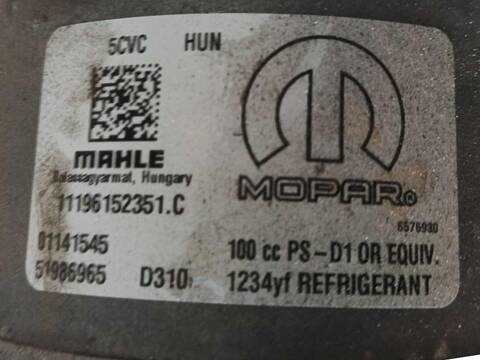 5CVC HUN
MAHLE
Balassagyarmat, Hungary
MOPAR®
11196152351.C
6576930
01141545
100 cc PS-D1 OR EQUIV.
51986965 D310
1234yf REFRIGERANT